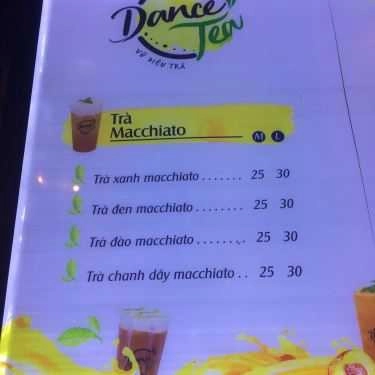 Dance
Tea
VŨ ĐIỆU TRÀ
Trà
Macchiato M L
Trà xanh macchiato ....... 25 30
Trà đen macchiato ........ 25 30
Trà đào macchiato ........ 25 30
Trà chanh dây macchiato .. 25 30